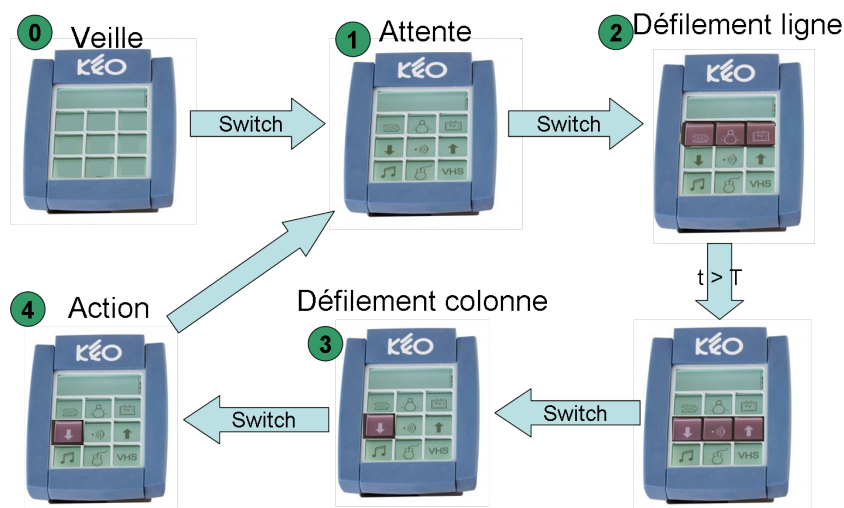 0 Veille
KEO
Switch
1 Attente
KEO
VHS
Switch
2 Défilement ligne
KEO
VHS
t > T
KEO
VHS
Switch
Défilement colonne
3
KEO
VHS
Switch
4 Action
KEO
VHS